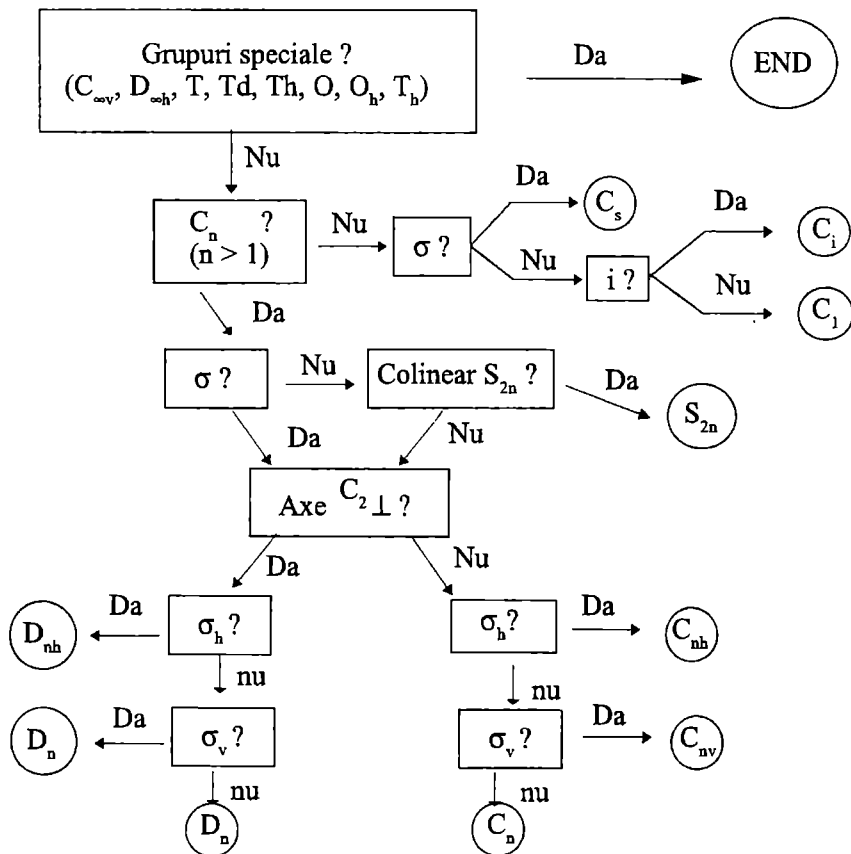 Grupuri speciale ?
(C∞v, D∞h, T, Td, Th, O, Oh, Th)
Da
END
Nu
Cn ?
(n > 1)
Nu
σ ?
Da
Cs
Nu
i ?
Da
Ci
Nu
C1
Da
σ ?
Nu
Colinear S2n ?
Da
S2n
Da
Nu
Axe C2 ⊥ ?
Da
Nu
Dnh
Da
σh ?
σh ?
Da
Cnh
nu
nu
Dn
Da
σv ?
σv ?
Da
Cnv
nu
nu
Dn
Cn